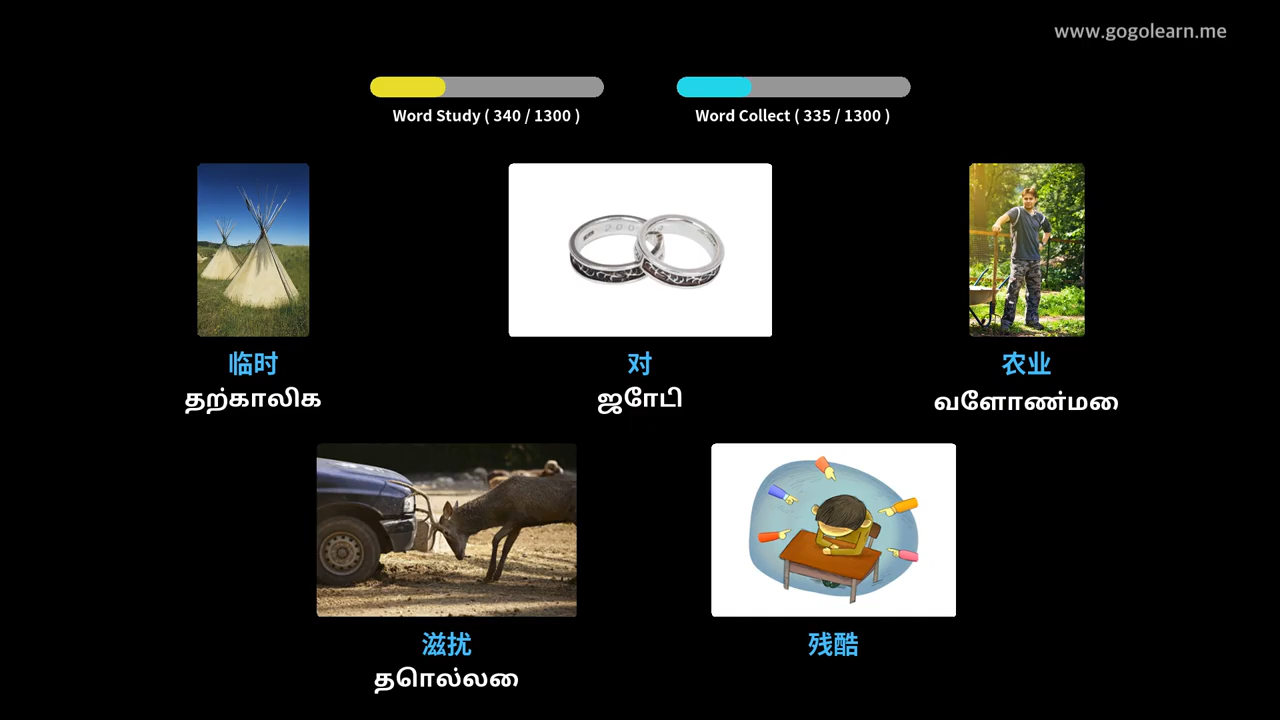 www.gogolearn.me
Word Study ( 340 / 1300 )
Word Collect ( 335 / 1300 )
临时
தற்காலிக
对
ஜோடி
农业
வேளாண்மை
滋扰
தொல்லை
残酷